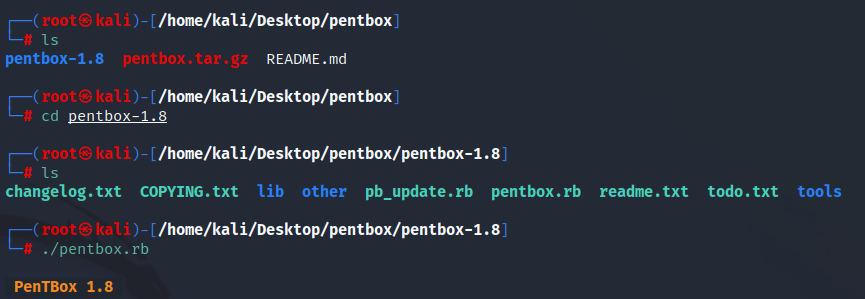 ┌──(root㉿kali)-[/home/kali/Desktop/pentbox]
└─# ls
pentbox-1.8 pentbox.tar.gz README.md
┌──(root㉿kali)-[/home/kali/Desktop/pentbox]
└─# cd pentbox-1.8
┌──(root㉿kali)-[/home/kali/Desktop/pentbox/pentbox-1.8]
└─# ls
changelog.txt COPYING.txt lib other pb_update.rb pentbox.rb readme.txt todo.txt tools
┌──(root㉿kali)-[/home/kali/Desktop/pentbox/pentbox-1.8]
└─# ./pentbox.rb
PenTBox 1.8